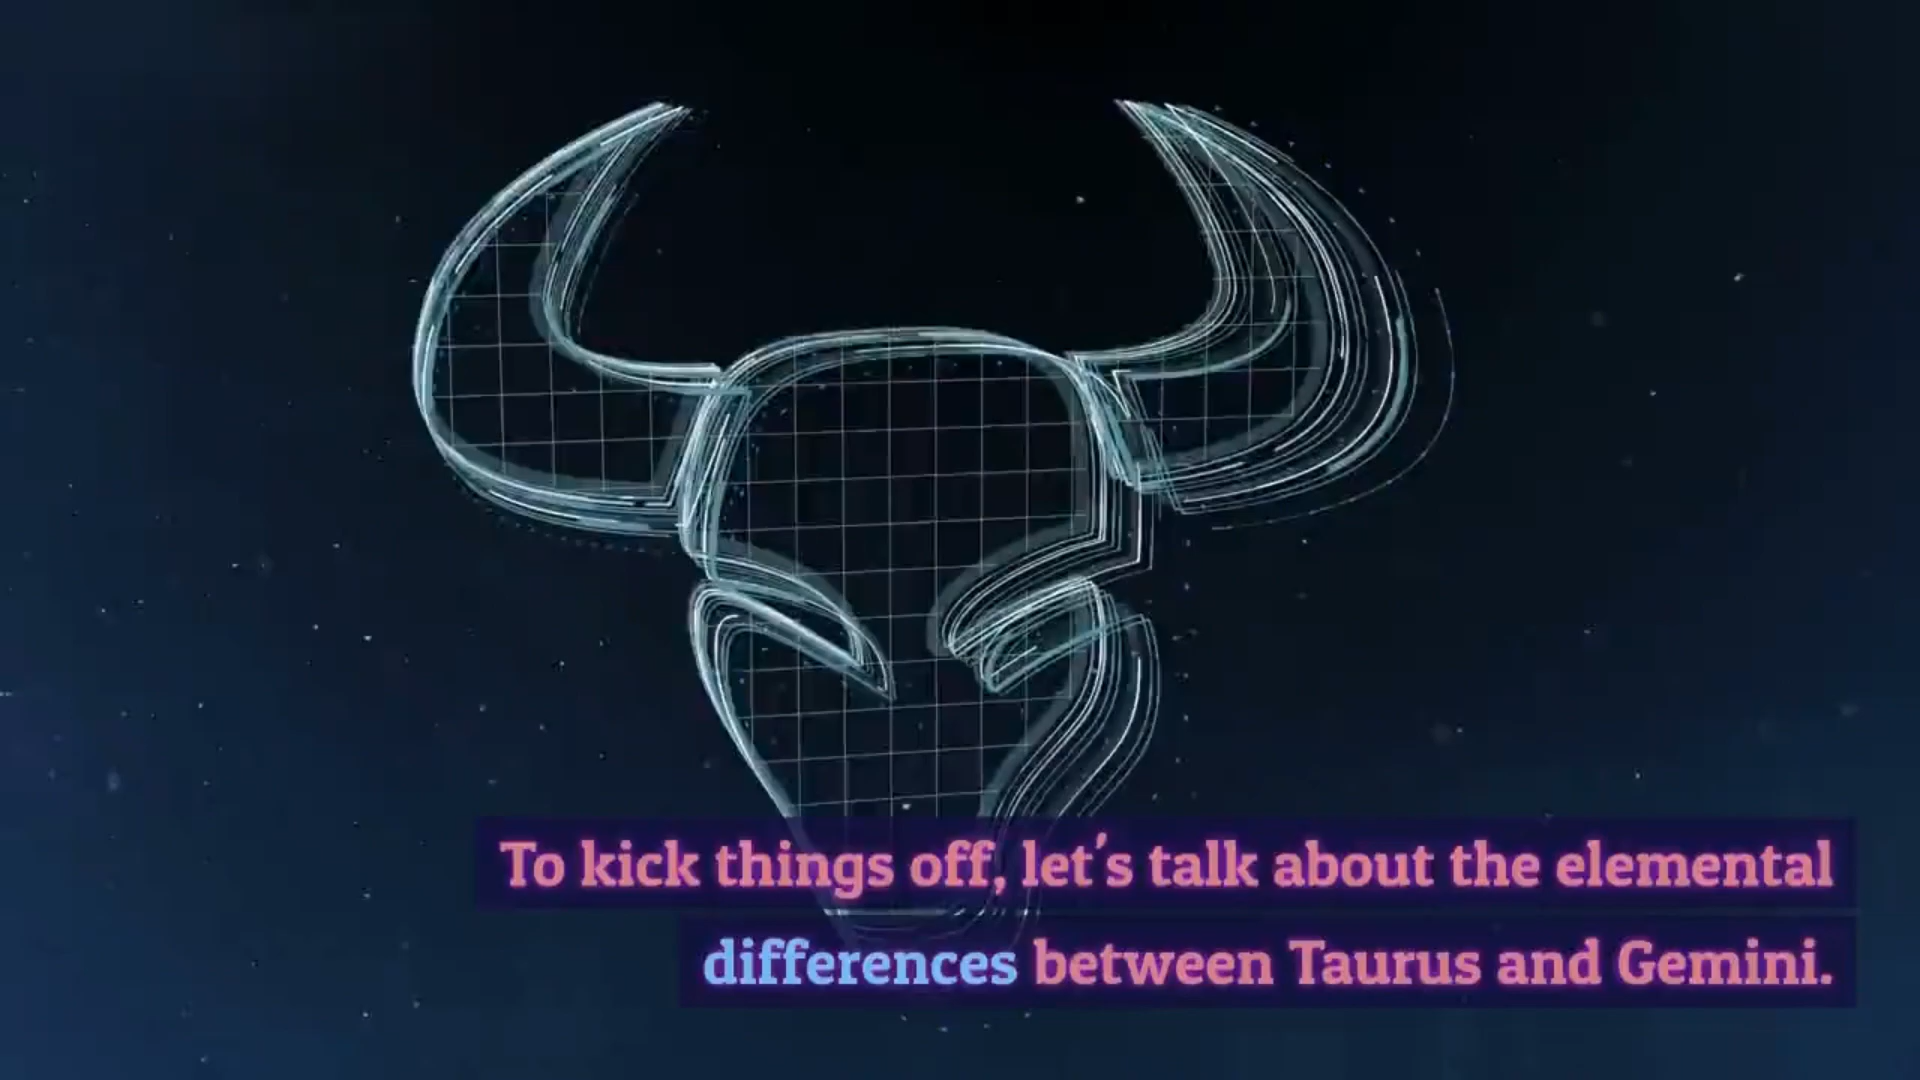 To kick things off, let's talk about the elemental
differences between Taurus and Gemini.